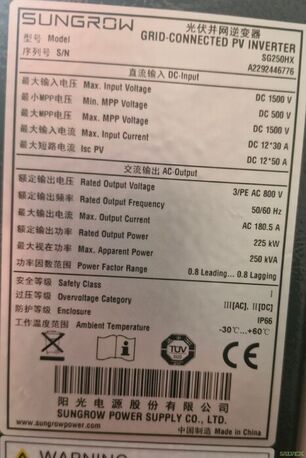 SUNGROW 光伏并网逆变器
GRID-CONNECTED PV INVERTER
型号 Model SG250HX
序列号 S/N A2292446776
直流输入 DC-Input
最大输入电压 Max. Input Voltage DC 1500 V
最小MPP电压 Min. MPP Voltage DC 500 V
最大MPP电压 Max. MPP Voltage DC 1500 V
最大输入电流 Max. Input Current DC 12*30 A
最大短路电流 Isc PV DC 12*50 A
交流输出 AC-Output
额定输出电压 Rated Output Voltage 3/PE AC 800 V
额定输出频率 Rated Output Frequency 50/60 Hz
最大输出电流 Max. Output Current AC 180.5 A
额定输出功率 Rated Output Power 225 kW
最大视在功率 Max. Apparent Power 250 kVA
功率因数范围 Power Factor Range 0.8 Leading... 0.8 Lagging
安全等级 Safety Class I
过压等级 Overvoltage Category III[AC], II[DC]
防护等级 Enclosure IP66
工作温度范围 Ambient Temperature -30℃...+60℃
CE TÜV
阳光电源股份有限公司
SUNGROW POWER SUPPLY CO., LTD.
www.sungrowpower.com 中国制造 Made in China
WARNING